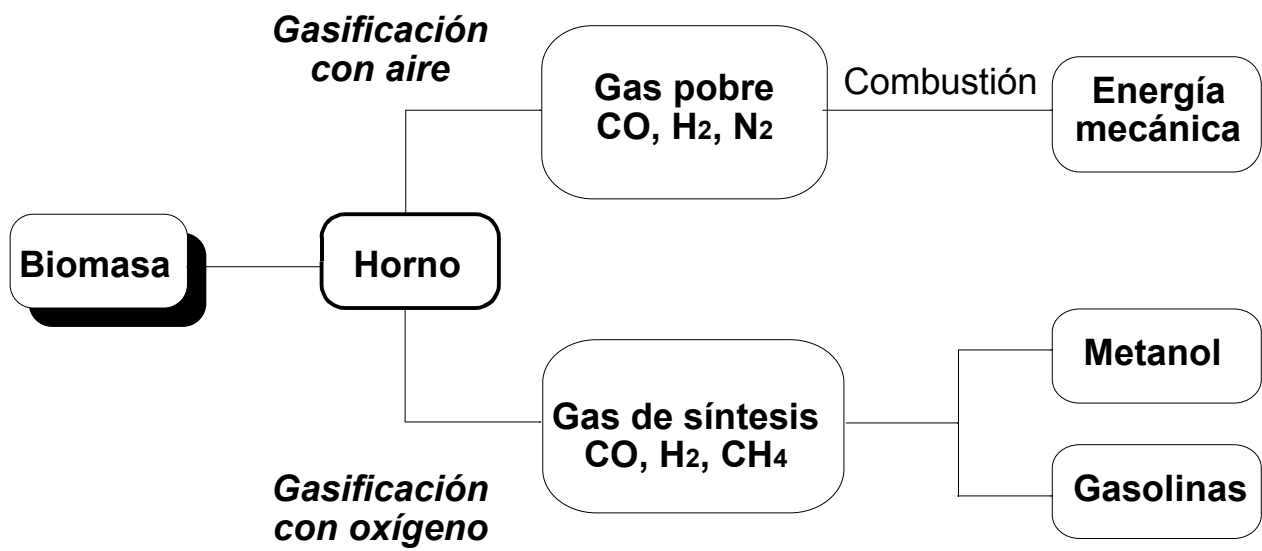 Gasificación
con aire
Gas pobre
CO, H2, N2
Combustión
Energía
mecánica
Biomasa
Horno
Gas de síntesis
CO, H2, CH4
Metanol
Gasolinas
Gasificación
con oxígeno